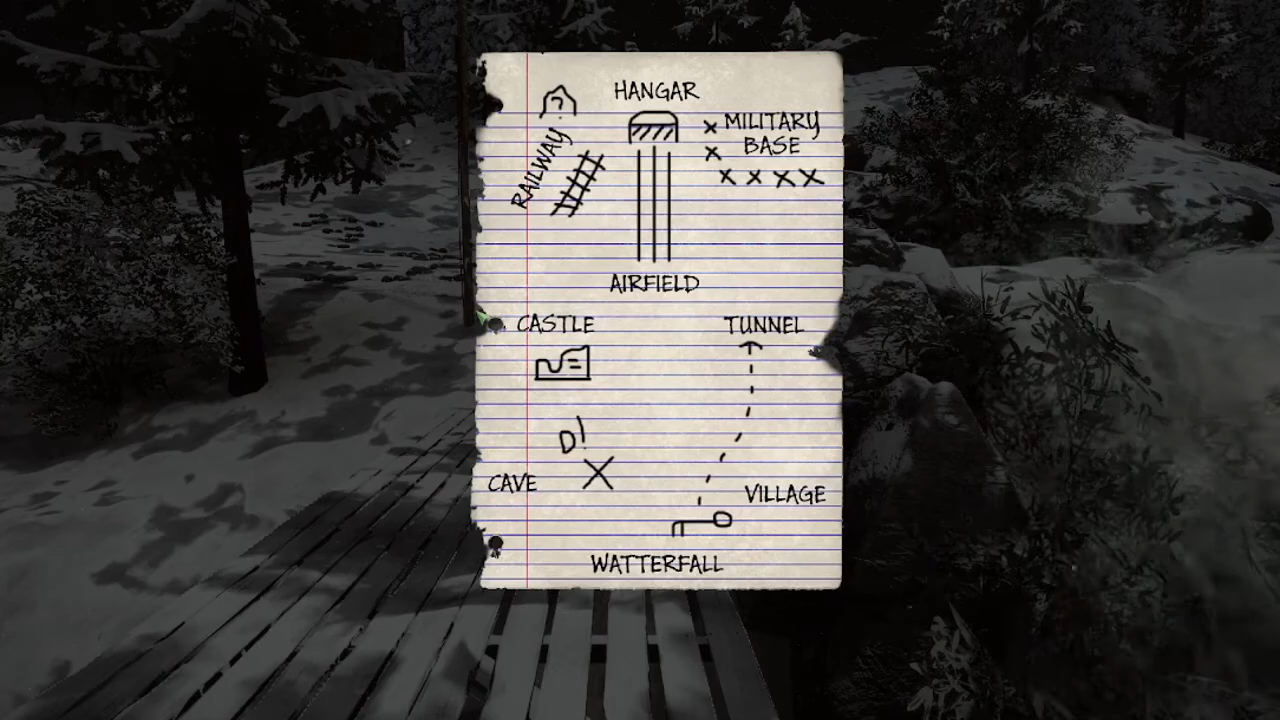 HANGAR
?
MILITARY
BASE
RAILWAY
AIRFIELD
CASTLE
TUNNEL
D!
CAVE
VILLAGE
WATTERFALL